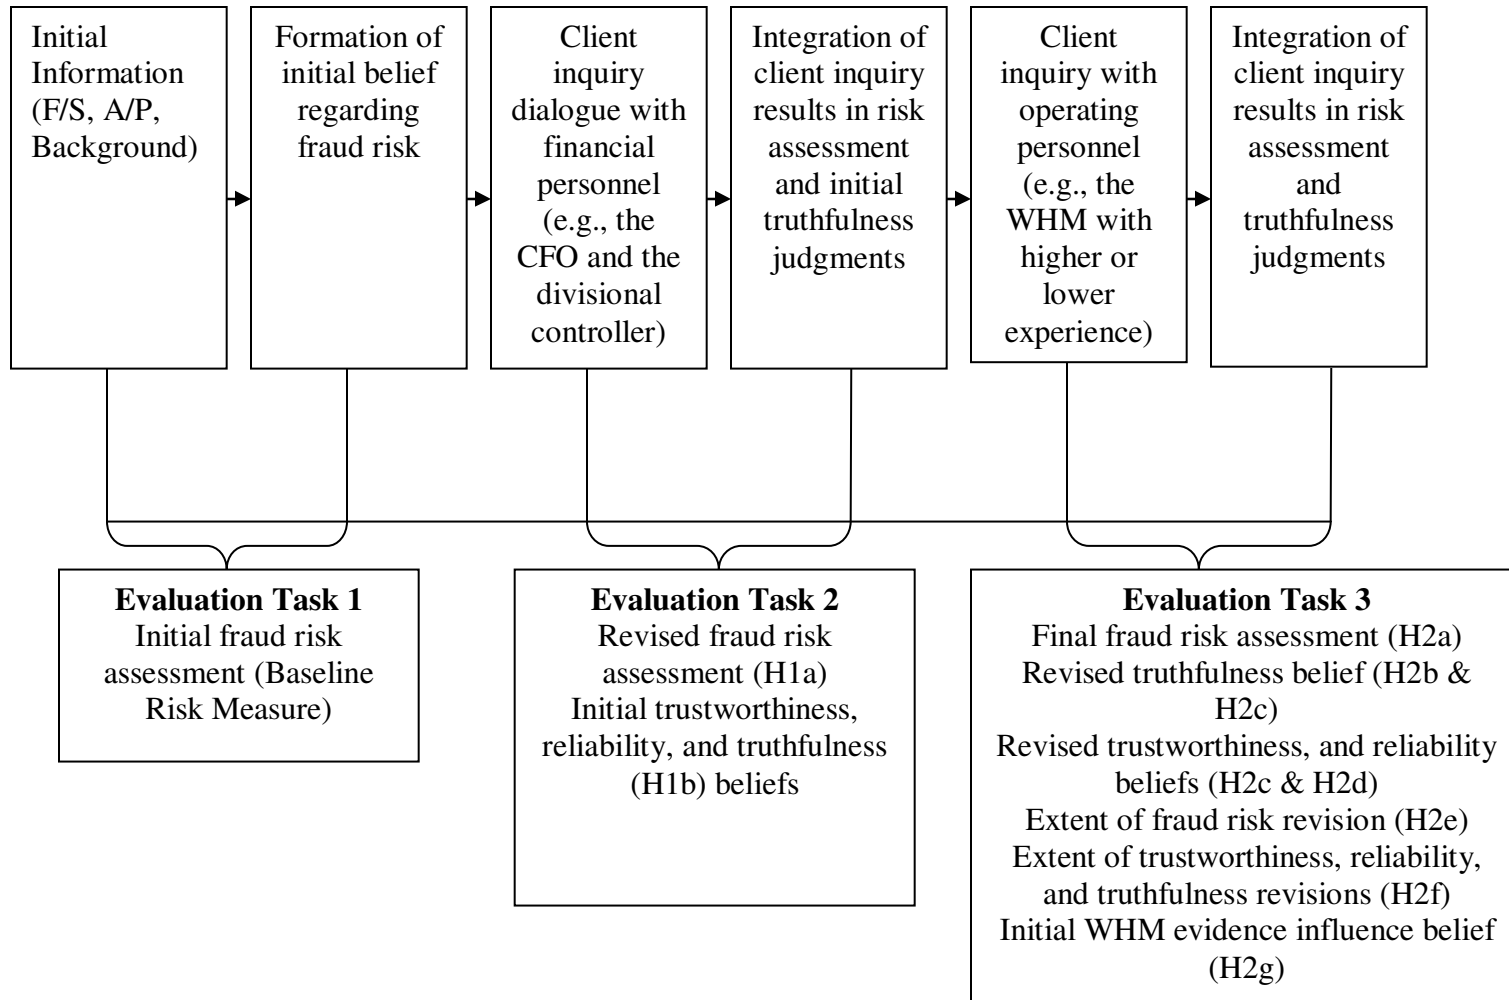 Initial
Information
(F/S, A/P,
Background)
Formation of
initial belief
regarding
fraud risk
Client
inquiry
dialogue with
financial
personnel
(e.g., the
CFO and the
divisional
controller)
Integration of
client inquiry
results in risk
assessment
and initial
truthfulness
judgments
Client
inquiry with
operating
personnel
(e.g., the
WHM with
higher or
lower
experience)
Integration of
client inquiry
results in risk
assessment
and
truthfulness
judgments
Evaluation Task 1
Initial fraud risk
assessment (Baseline
Risk Measure)
Evaluation Task 2
Revised fraud risk
assessment (H1a)
Initial trustworthiness,
reliability, and truthfulness
(H1b) beliefs
Evaluation Task 3
Final fraud risk assessment (H2a)
Revised truthfulness belief (H2b &
H2c)
Revised trustworthiness, and reliability
beliefs (H2c & H2d)
Extent of fraud risk revision (H2e)
Extent of trustworthiness, reliability,
and truthfulness revisions (H2f)
Initial WHM evidence influence belief
(H2g)